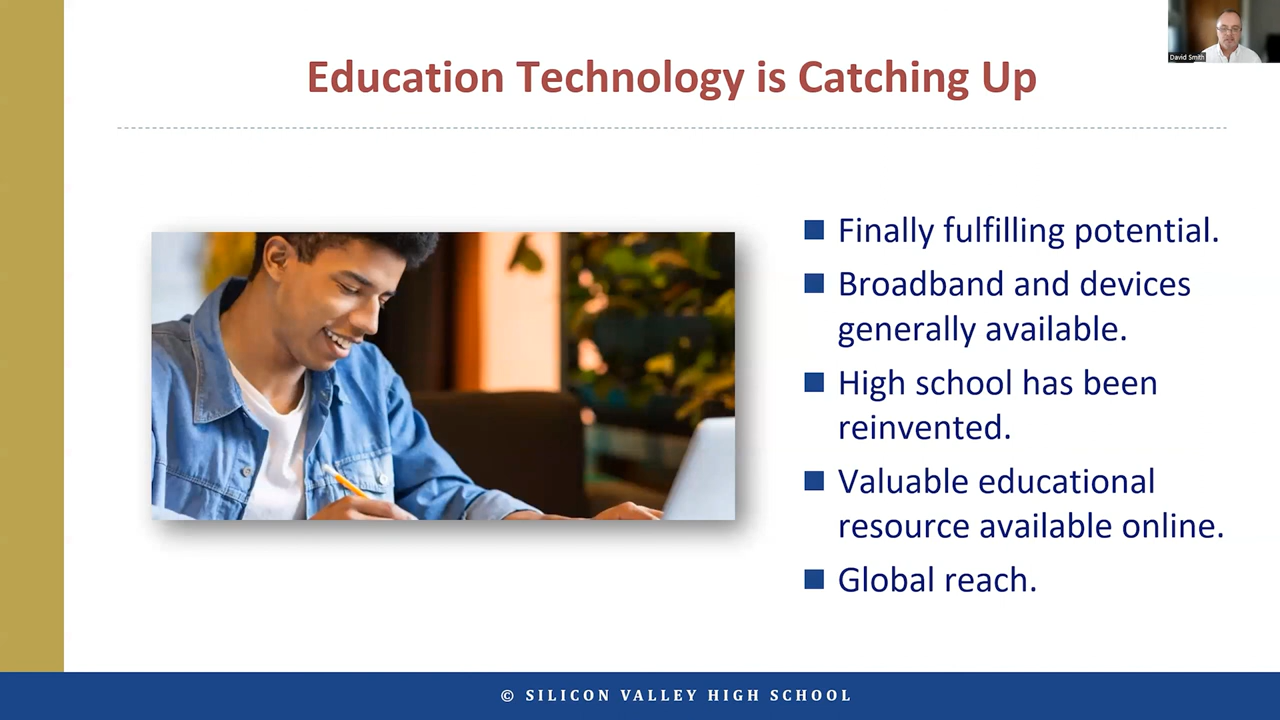 David Smith
Education Technology is Catching Up
■ Finally fulfilling potential.
■ Broadband and devices
generally available.
■ High school has been
reinvented.
■ Valuable educational
resource available online.
■ Global reach.
© SILICON VALLEY HIGH SCHOOL